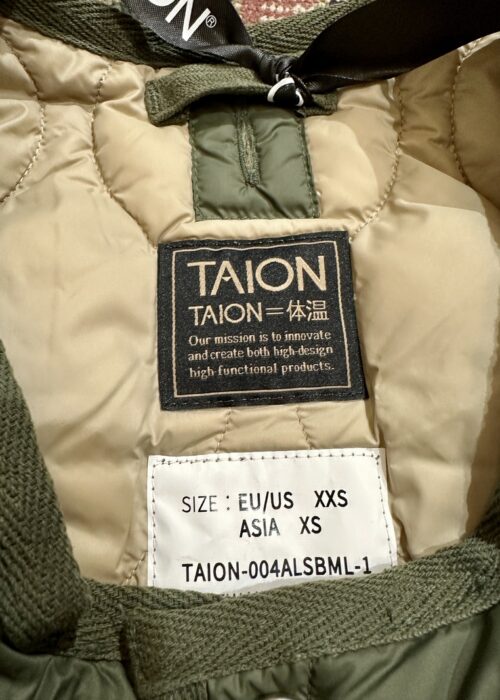 ON®
TAION
TAION=体温
Our mission is to innovate
and create both high-design
high-functional products.
SIZE : EU/US XXS
ASIA XS
TAION-004ALSBML-1